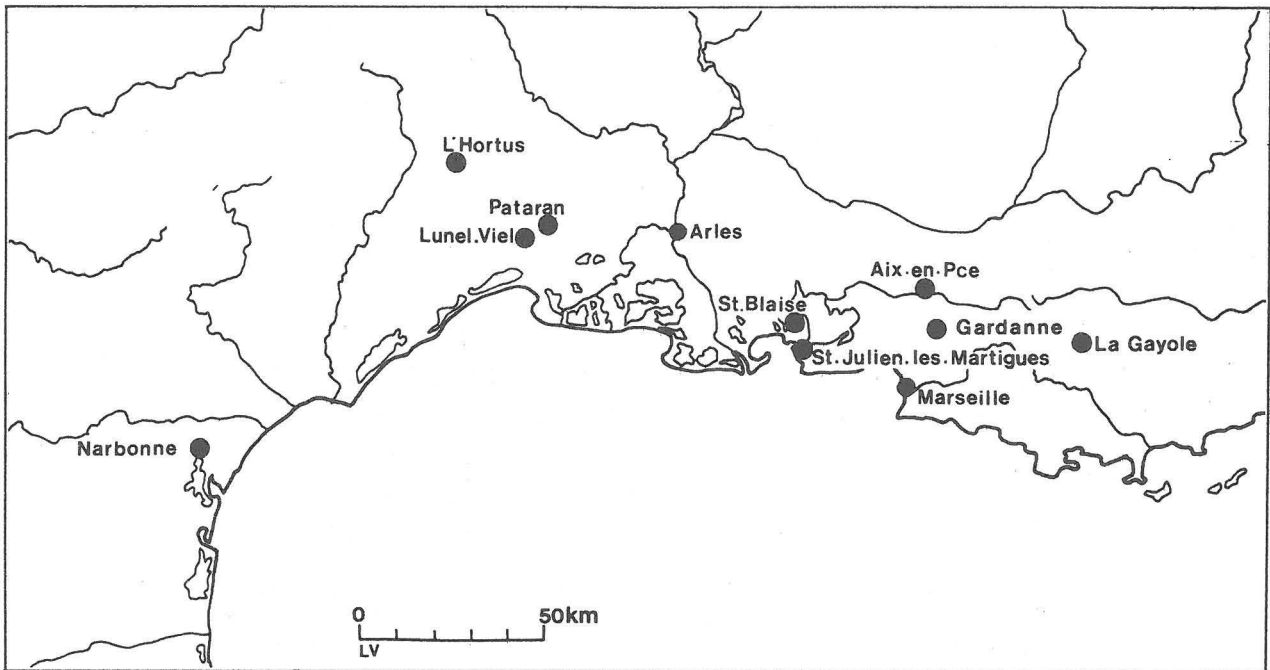 L'Hortus
Pataran
Lunel.Viel
Arles
Aix.en.Pce
St.Blaise
Gardanne
La Gayole
St.Julien.les.Martigues
Marseille
Narbonne
0 50km
LV